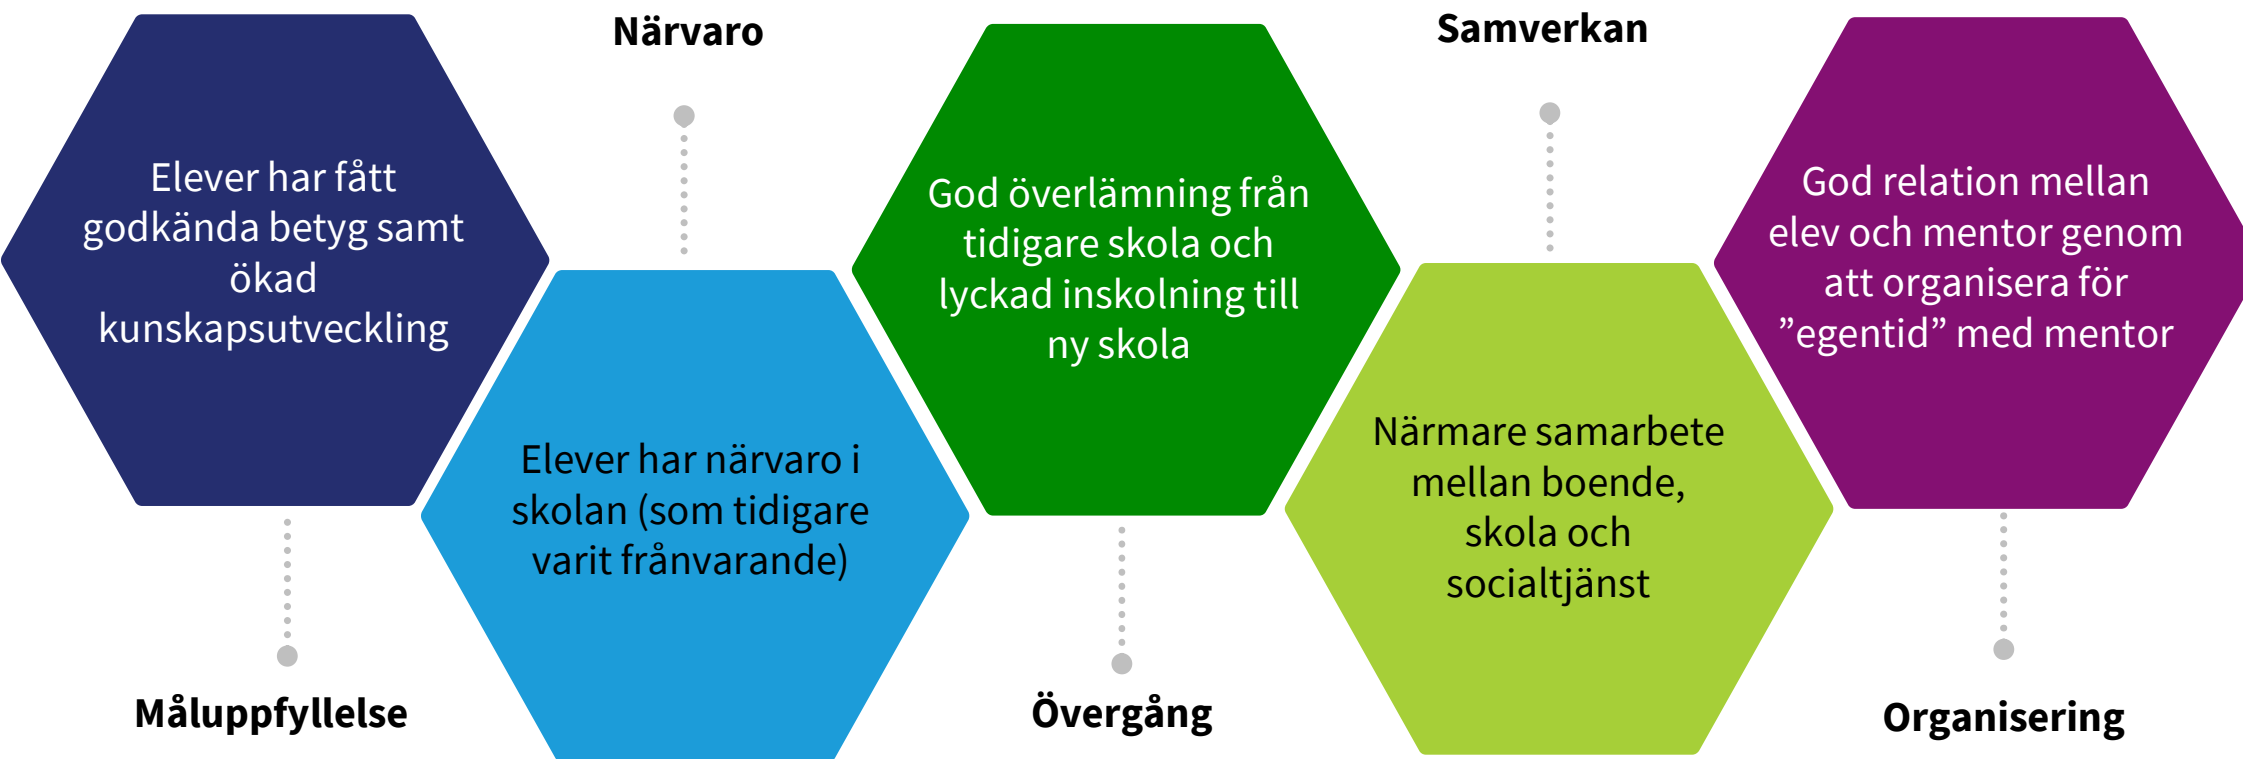 Närvaro
Samverkan
Elever har fått
godkända betyg samt
ökad
kunskapsutveckling
Elever har närvaro i
skolan (som tidigare
varit frånvarande)
God överlämning från
tidigare skola och
lyckad inskolning till
ny skola
Närmare samarbete
mellan boende,
skola och
socialtjänst
God relation mellan
elev och mentor genom
att organisera för
”egentid” med mentor
Måluppfyllelse
Övergång
Organisering